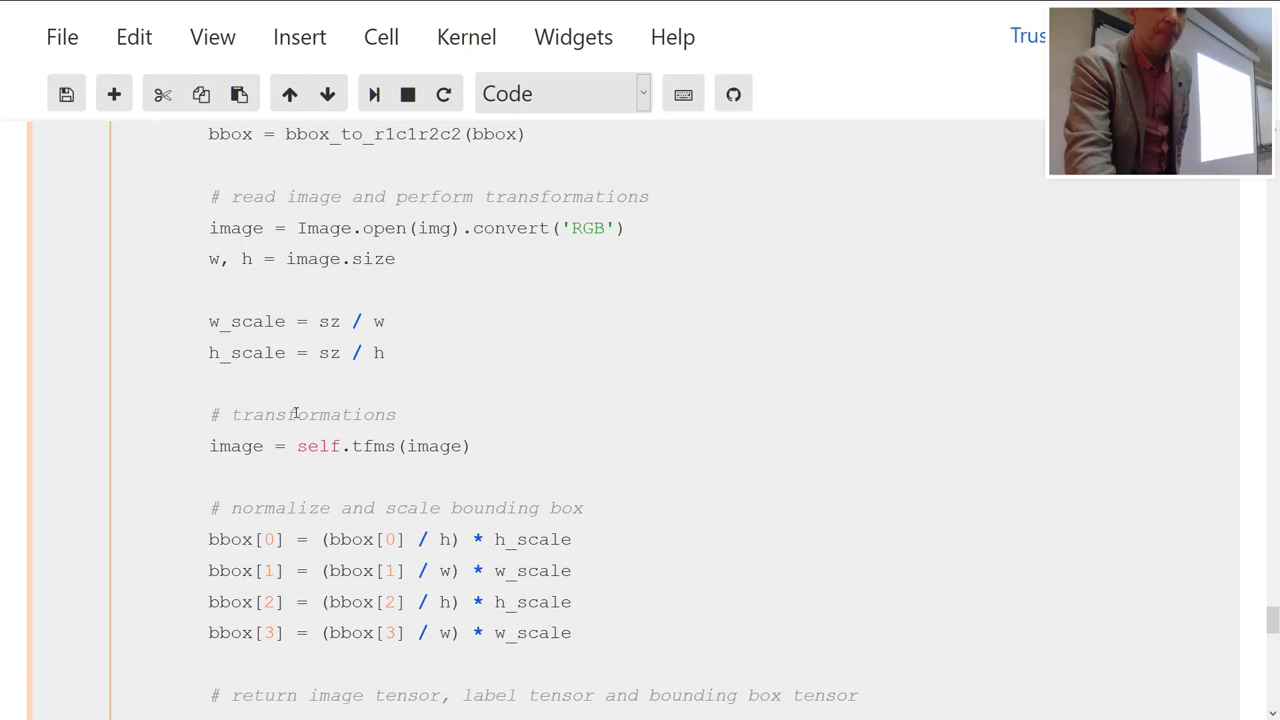 File Edit View Insert Cell Kernel Widgets Help Trus
Code
bbox = bbox_to_r1c1r2c2(bbox)
# read image and perform transformations
image = Image.open(img).convert('RGB')
w, h = image.size
w_scale = sz / w
h_scale = sz / h
# transformations
image = self.tfms(image)
# normalize and scale bounding box
bbox[0] = (bbox[0] / h) * h_scale
bbox[1] = (bbox[1] / w) * w_scale
bbox[2] = (bbox[2] / h) * h_scale
bbox[3] = (bbox[3] / w) * w_scale
# return image tensor, label tensor and bounding box tensor